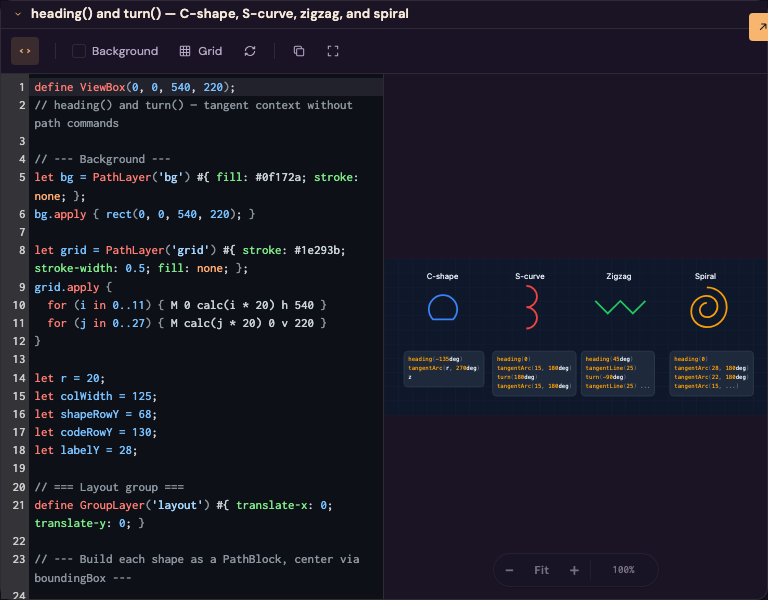 heading() and turn() — C-shape, S-curve, zigzag, and spiral
<> Background Grid
1 define ViewBox(0, 0, 540, 220);
2 // heading() and turn() — tangent context without
path commands
3
4 // --- Background ---
5 let bg = PathLayer('bg') #{ fill: #0f172a; stroke:
none; };
6 bg.apply { rect(0, 0, 540, 220); }
7
8 let grid = PathLayer('grid') #{ stroke: #1e293b;
stroke-width: 0.5; fill: none; };
9 grid.apply {
10 for (i in 0..11) { M 0 calc(i * 20) h 540 }
11 for (j in 0..27) { M calc(j * 20) 0 v 220 }
12 }
13
14 let r = 20;
15 let colWidth = 125;
16 let shapeRowY = 68;
17 let codeRowY = 130;
18 let labelY = 28;
19
20 // === Layout group ===
21 define GroupLayer('layout') #{ translate-x: 0;
translate-y: 0; }
22
23 // --- Build each shape as a PathBlock, center via
boundingBox ---
24
C-shape
heading(-135deg)
tangentArc(r, 270deg)
z
S-curve
heading(0)
tangentArc(15, 180deg)
turn(180deg)
tangentArc(15, 180deg)
Zigzag
heading(45deg)
tangentLine(25)
turn(-90deg)
tangentLine(25) ...
Spiral
heading(0)
tangentArc(28, 180deg)
tangentArc(22, 180deg)
tangentArc(15, ...)
− Fit + 100%